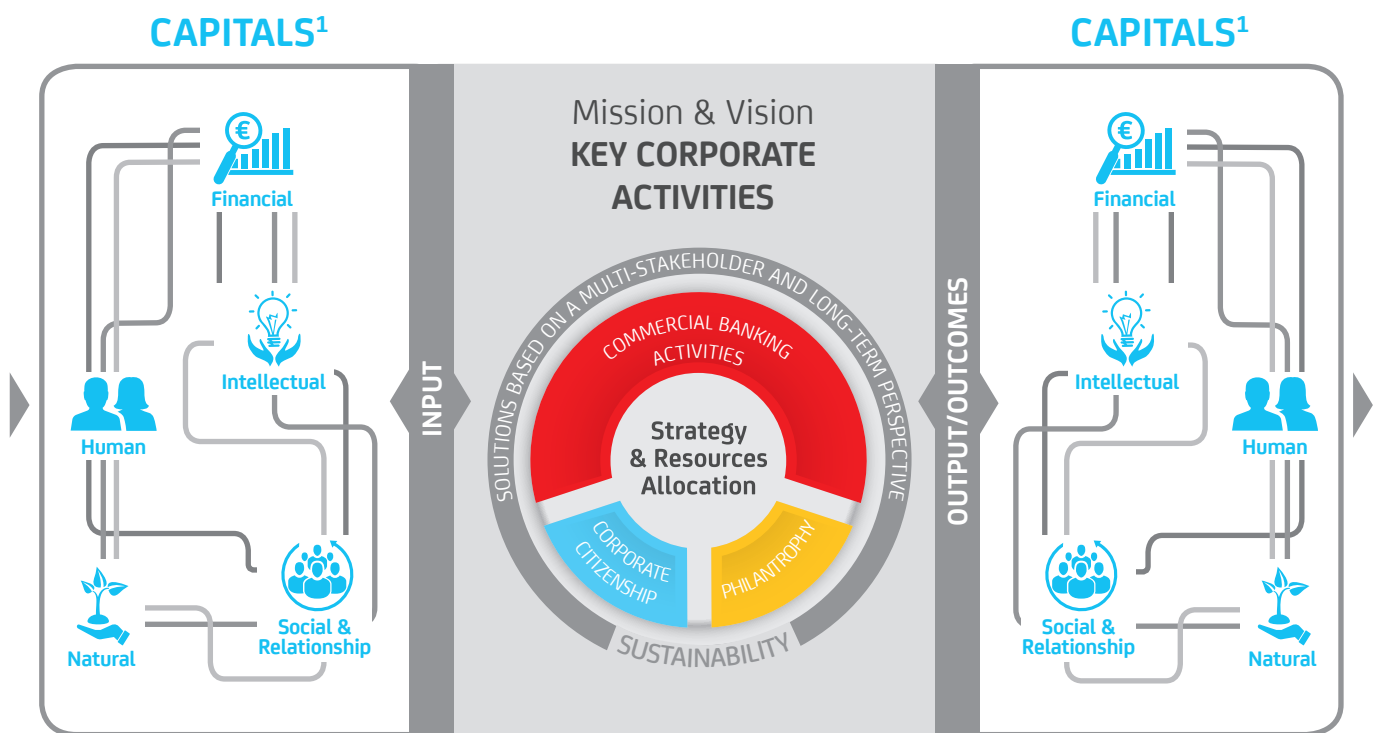 CAPITALS¹
Financial
Intellectual
Human
Social &
Relationship
Natural
INPUT
Mission & Vision
KEY CORPORATE
ACTIVITIES
SOLUTIONS BASED ON A MULTI-STAKEHOLDER AND LONG-TERM PERSPECTIVE
COMMERCIAL BANKING
ACTIVITIES
Strategy
& Resources
Allocation
CORPORATE
CITIZENSHIP
PHILANTROPHY
SUSTAINABILITY
OUTPUT/OUTCOMES
CAPITALS¹
Financial
Intellectual
Human
Social &
Relationship
Natural
€
€